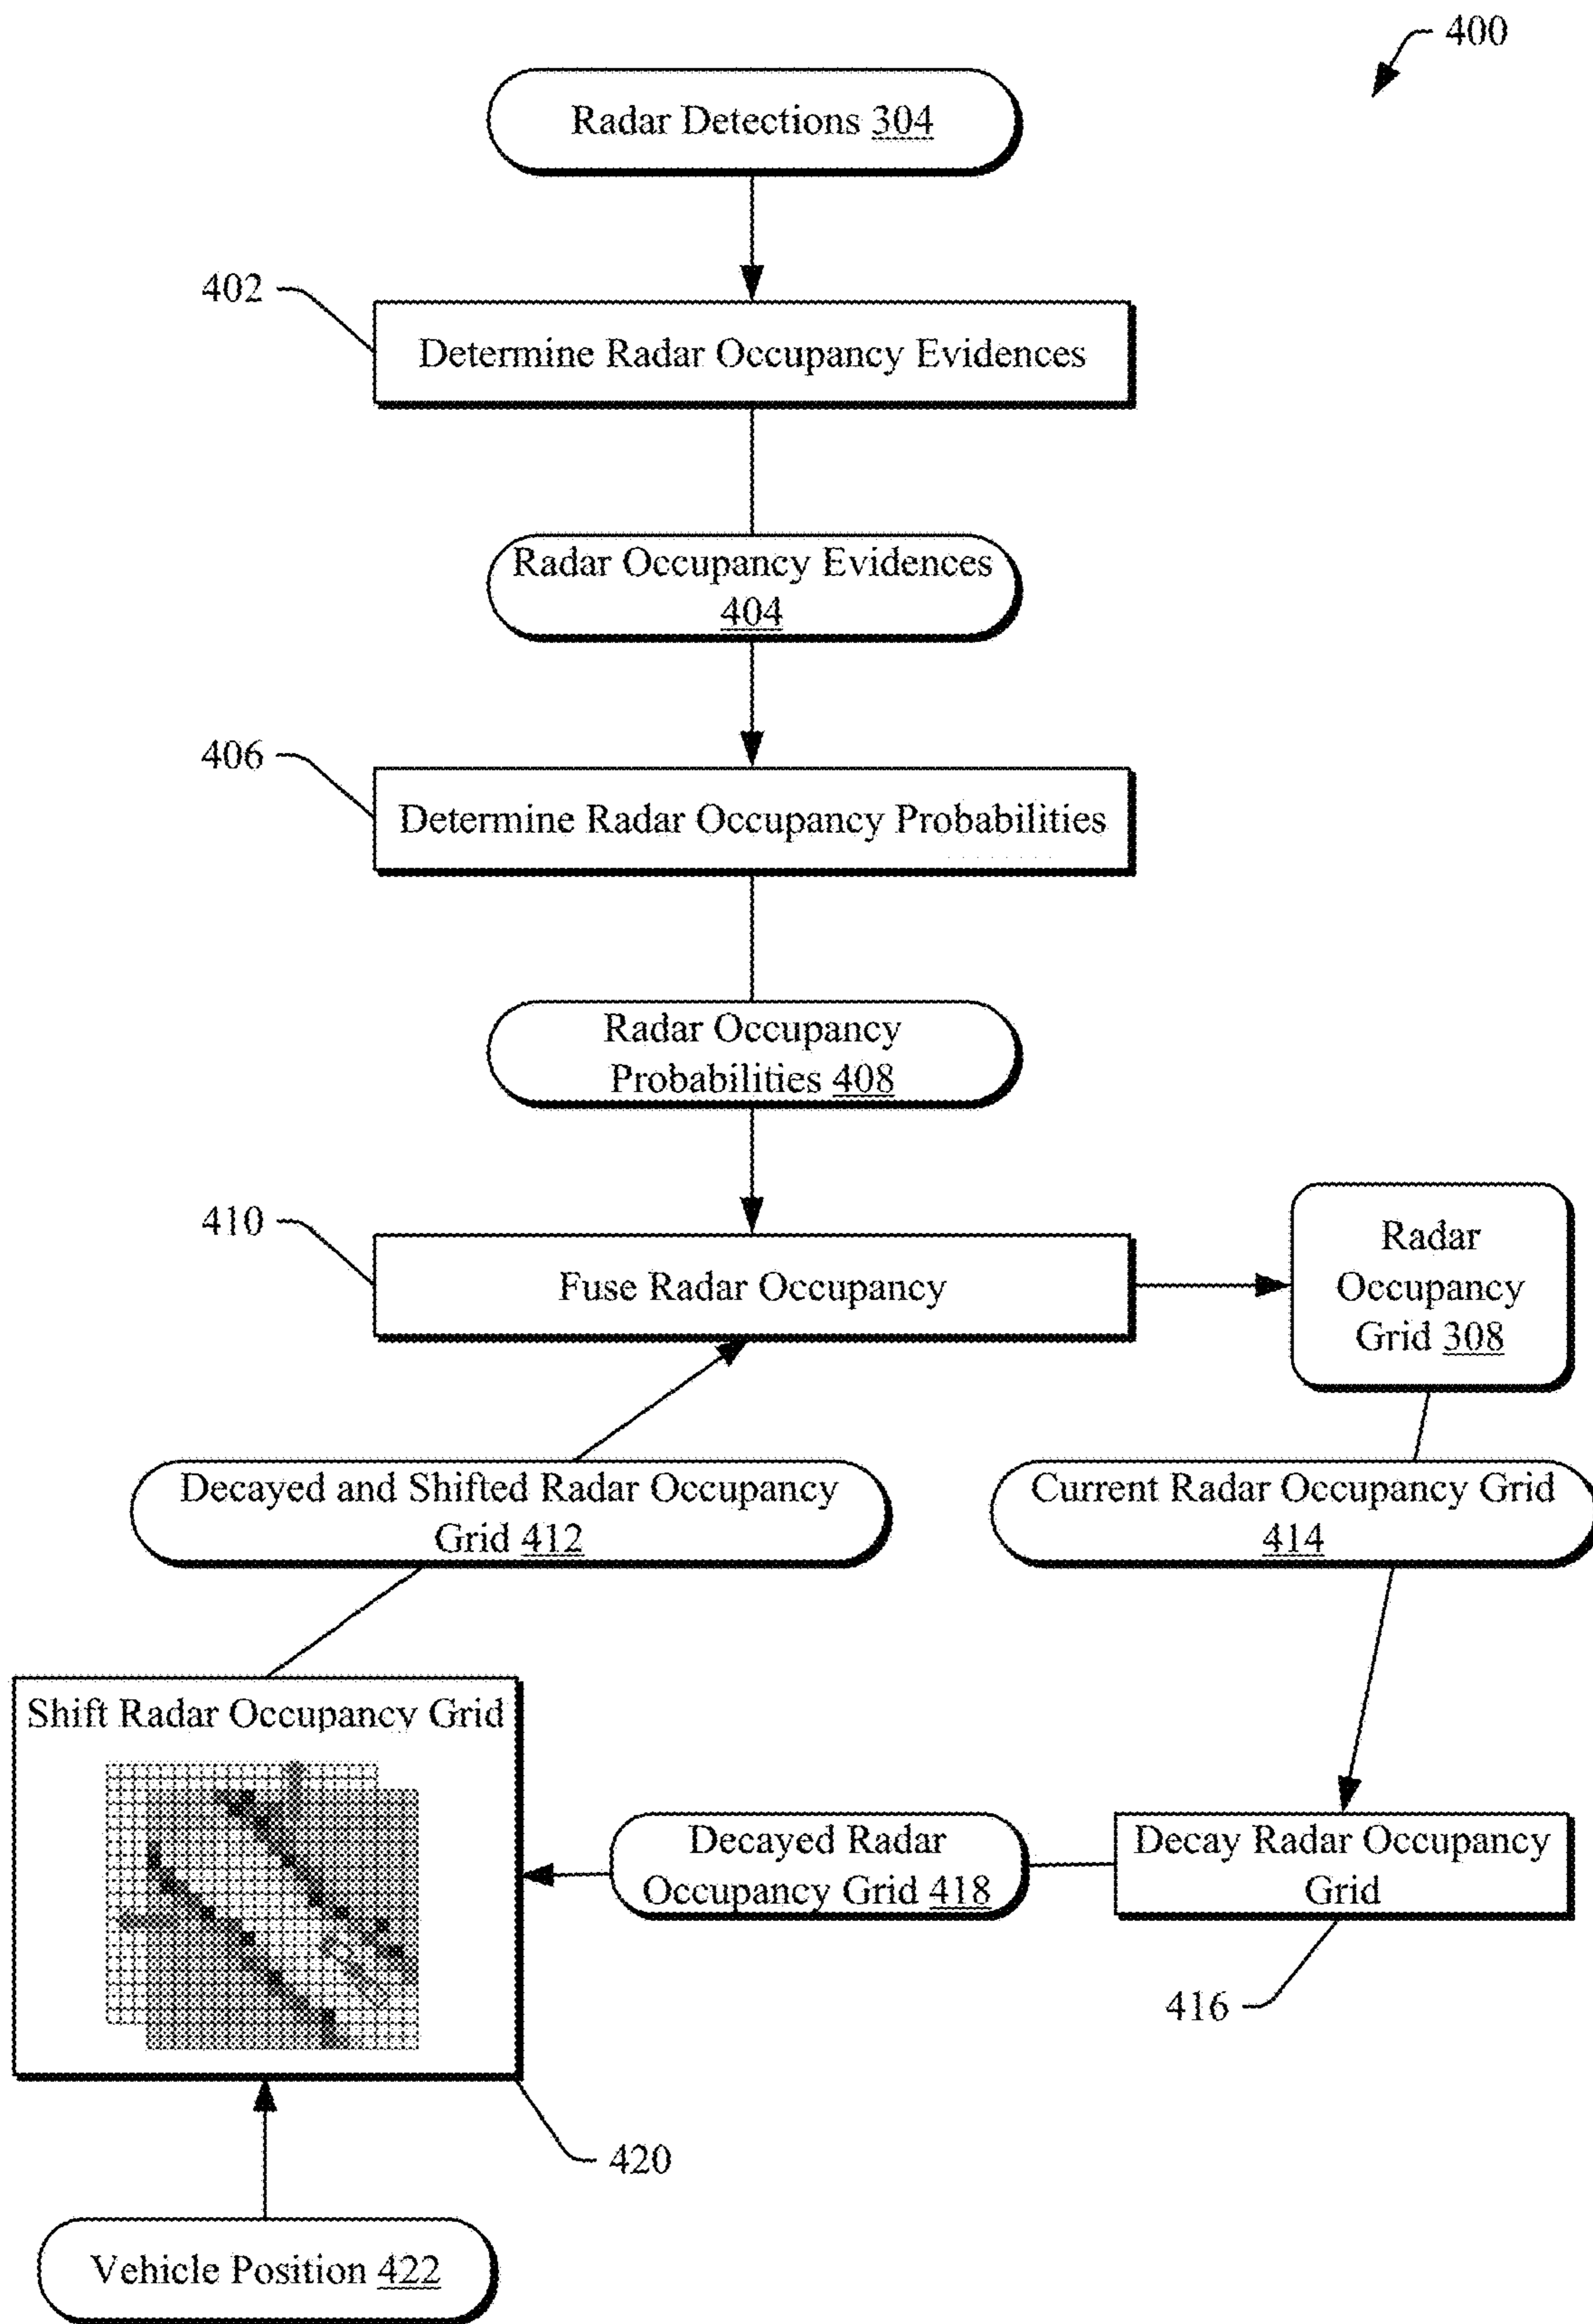 400
Radar Detections 304
402
Determine Radar Occupancy Evidences
Radar Occupancy Evidences
404
406
Determine Radar Occupancy Probabilities
Radar Occupancy
Probabilities 408
410
Fuse Radar Occupancy
Radar
Occupancy
Grid 308
Decayed and Shifted Radar Occupancy
Grid 412
Current Radar Occupancy Grid
414
Shift Radar Occupancy Grid
Decayed Radar
Occupancy Grid 418
Decay Radar Occupancy
Grid
416
420
Vehicle Position 422